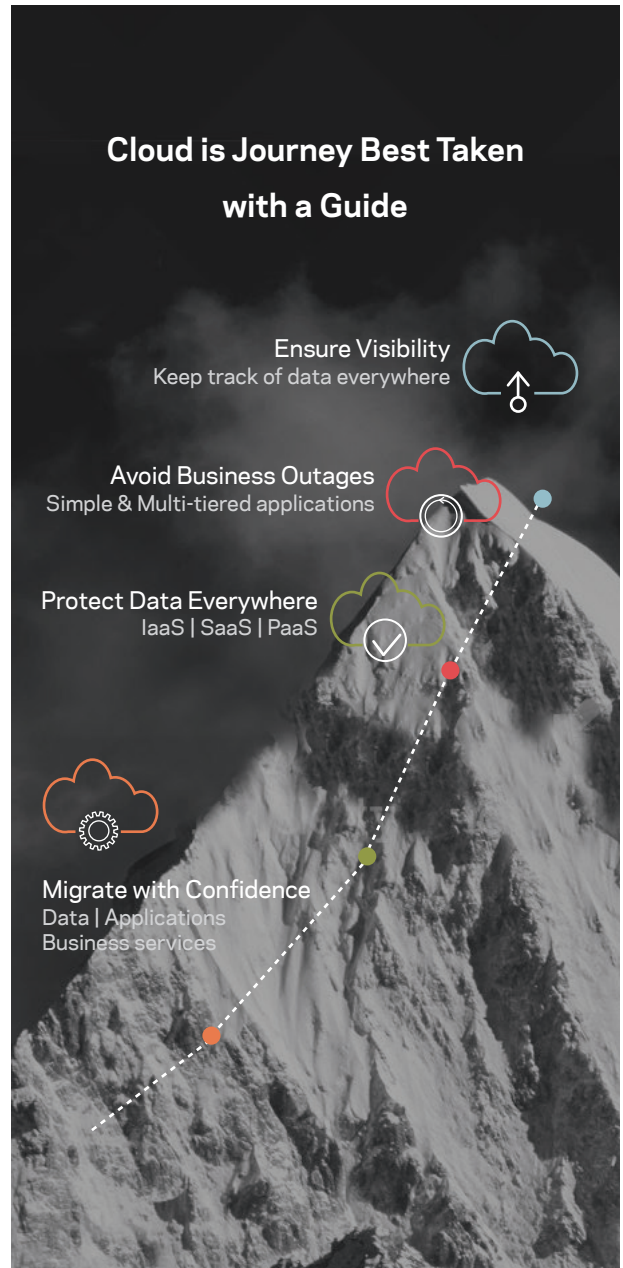 Cloud is Journey Best Taken
with a Guide
Ensure Visibility
Keep track of data everywhere
Avoid Business Outages
Simple & Multi-tiered applications
Protect Data Everywhere
IaaS | SaaS | PaaS
Migrate with Confidence
Data | Applications
Business services